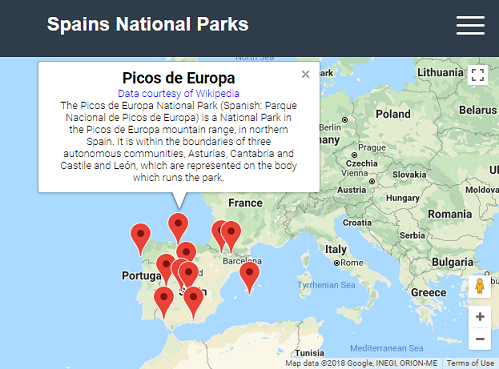 Spains National Parks
North Sea
Picos de Europa
×
Data courtesy of Wikipedia
The Picos de Europa National Park (Spanish: Parque
Nacional de Picos de Europa) is a National Park in
the Picos de Europa mountain range, in northern
Spain. It is within the boundaries of three
autonomous communities, Asturias, Cantabria and
Castile and León, which are represented on the body
which runs the park.
Lithuania
Belarus
Berlin
Poland
Prague
Czechia
Vienna
Slovakia
Austria
Hungary
Moldova
France
Croatia
Romania
Serbia
Italy
Rome
Bulgaria
Barcelona
Portugal
Spain
Tyrrhenian Sea
Greece
Mediterranean Sea
Tunisia
Map data ©2018 Google, INEGI, ORION-ME
Terms of Use